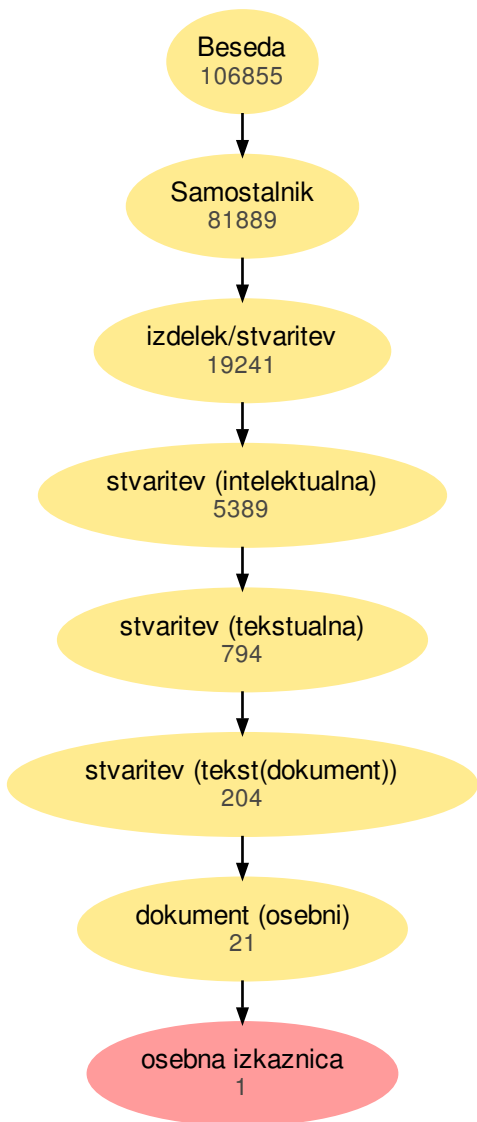 Beseda
106855
Samostalnik
81889
izdelek/stvaritev
19241
stvaritev (intelektualna)
5389
stvaritev (tekstualna)
794
stvaritev (tekst(dokument))
204
dokument (osebni)
21
osebna izkaznica
1